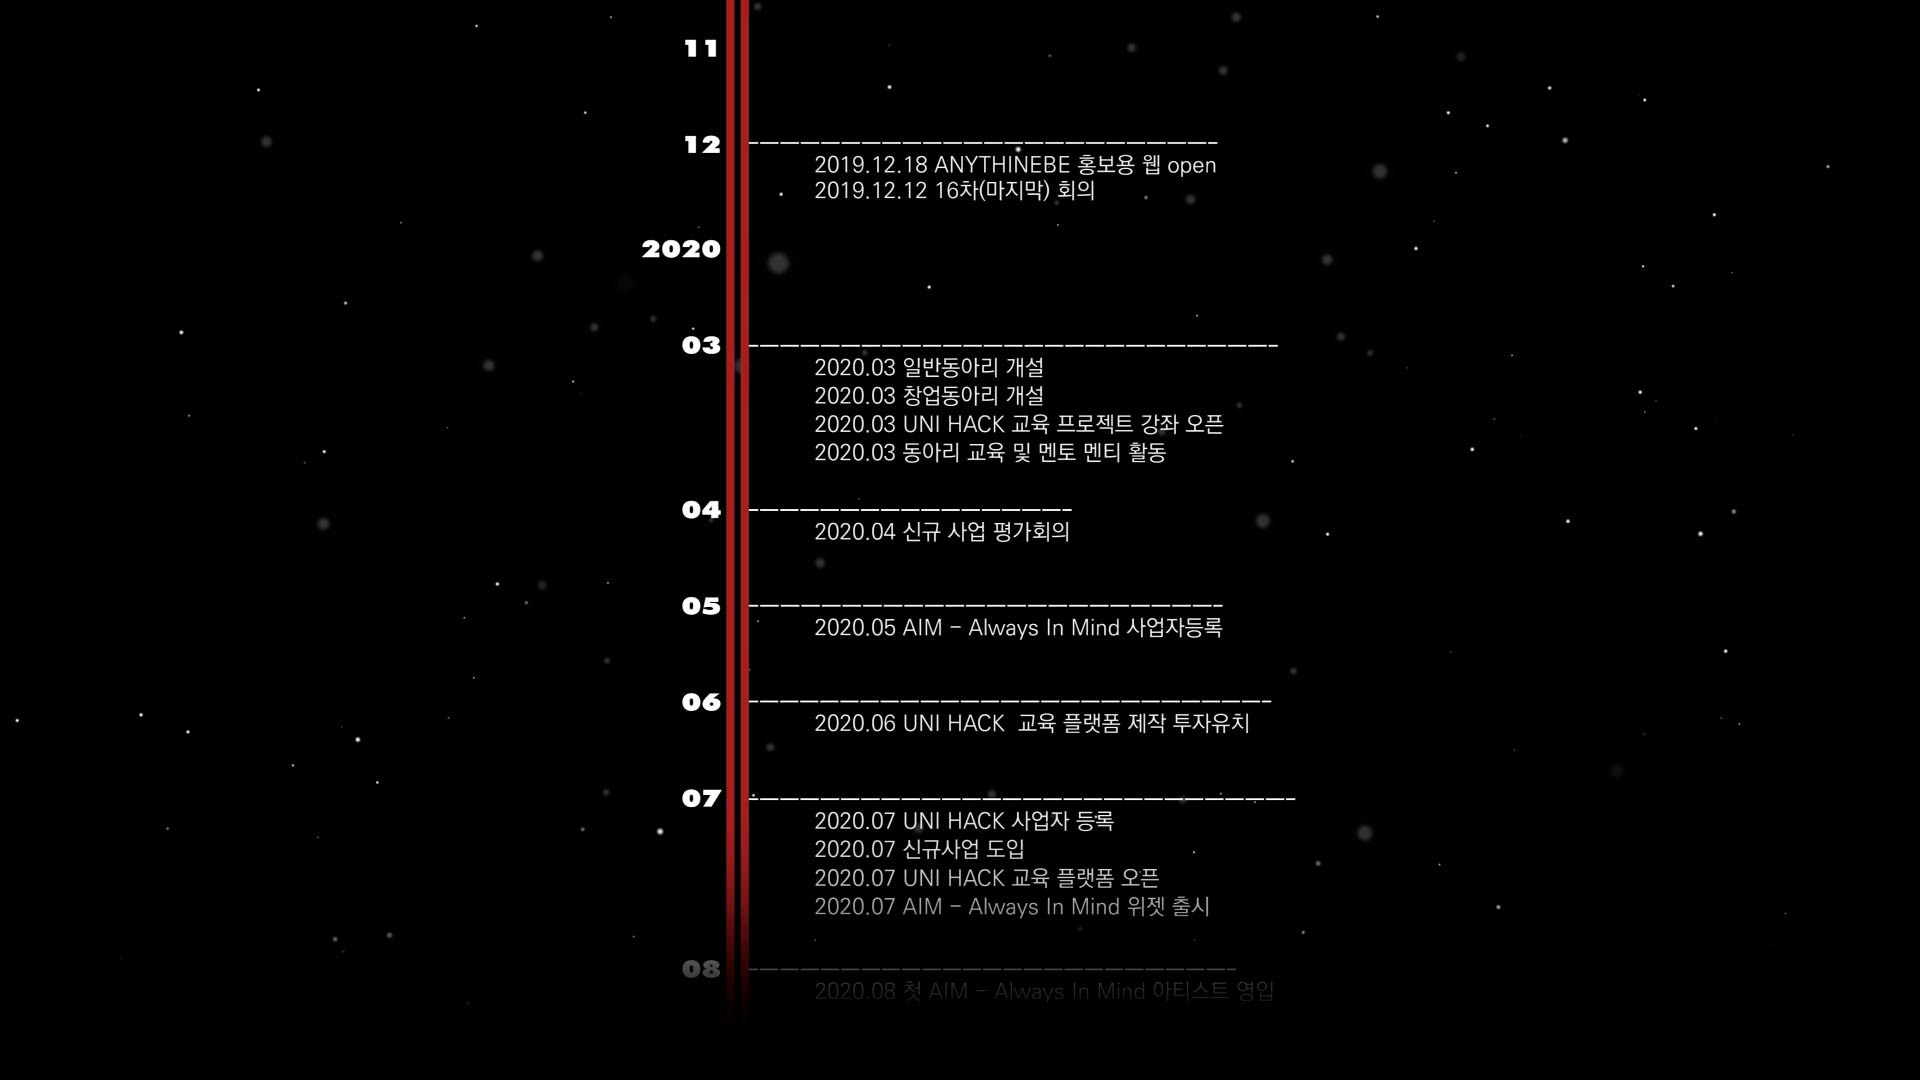 11
12
2019.12.18 ANYTHINEBE 홍보용 웹 open
2019.12.12 16차(마지막) 회의
2020
03
2020.03 일반동아리 개설
2020.03 창업동아리 개설
2020.03 UNI HACK 교육 프로젝트 강좌 오픈
2020.03 동아리 교육 및 멘토 멘티 활동
04
2020.04 신규 사업 평가회의
05
2020.05 AIM - Always In Mind 사업자등록
06
2020.06 UNI HACK  교육 플랫폼 제작 투자유치
07
2020.07 UNI HACK 사업자 등록
2020.07 신규사업 도입
2020.07 UNI HACK 교육 플랫폼 오픈
2020.07 AIM - Always In Mind 위젯 출시
08
2020.08 첫 AIM - Always In Mind 아티스트 영입